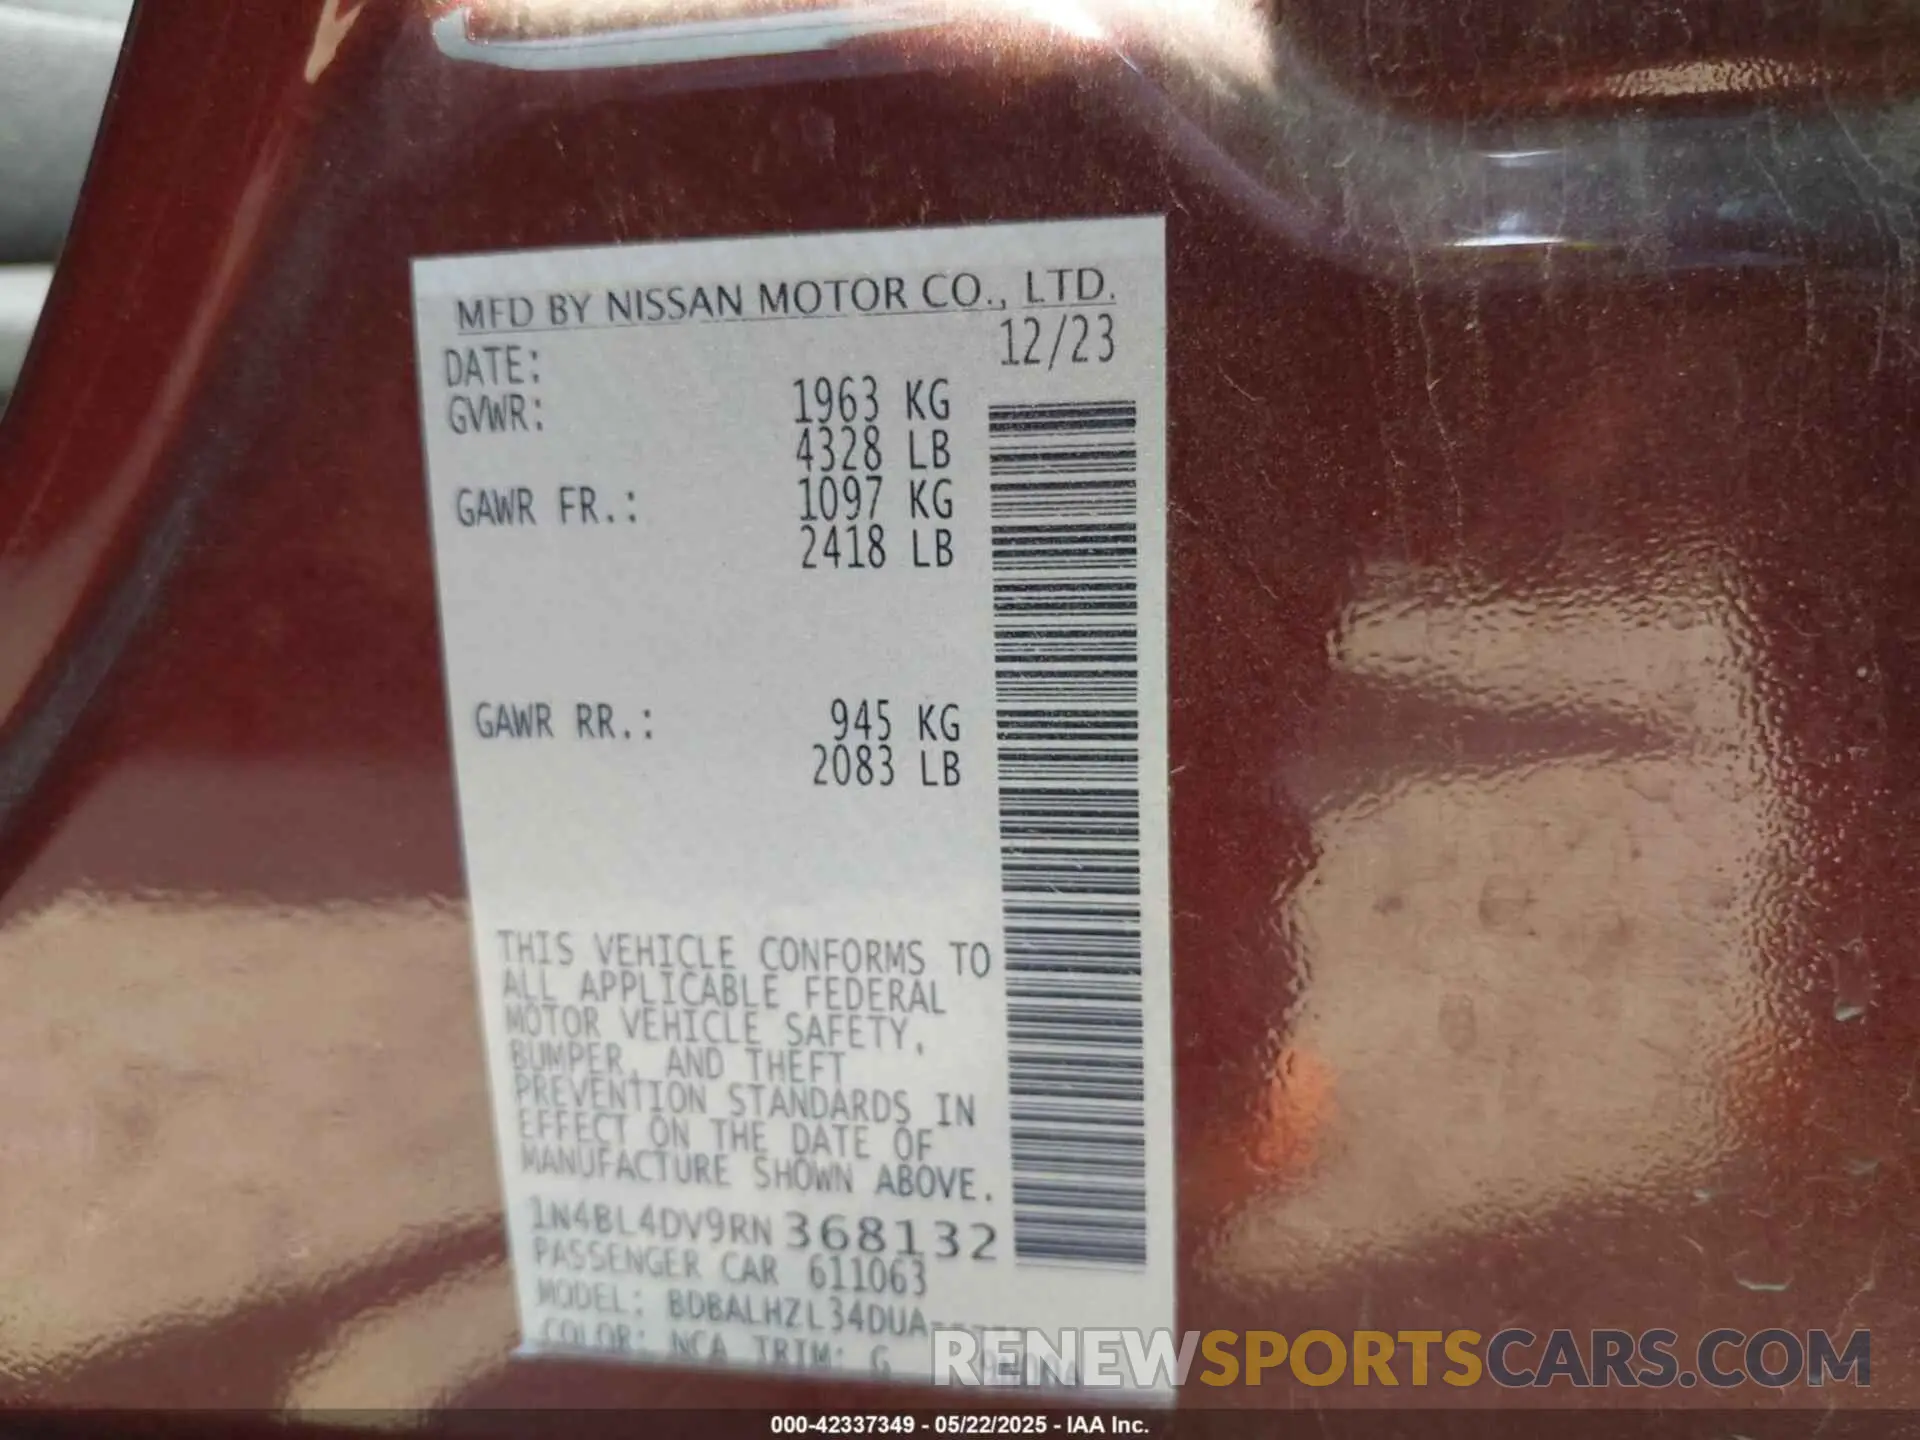 MFD BY NISSAN MOTOR CO., LTD.
DATE: 12/23
GVWR: 1963 KG
4328 LB
GAWR FR.: 1097 KG
2418 LB
GAWR RR.: 945 KG
2083 LB
THIS VEHICLE CONFORMS TO
ALL APPLICABLE FEDERAL
MOTOR VEHICLE SAFETY,
BUMPER, AND THEFT
PREVENTION STANDARDS IN
EFFECT ON THE DATE OF
MANUFACTURE SHOWN ABOVE.
1N4BL4DV9RN368132
PASSENGER CAR 611063
MODEL:
COLOR: NCA TRIM: G
RENEWSPORTSCARS.COM
000-42337349 - 05/22/2025 - IAA Inc.